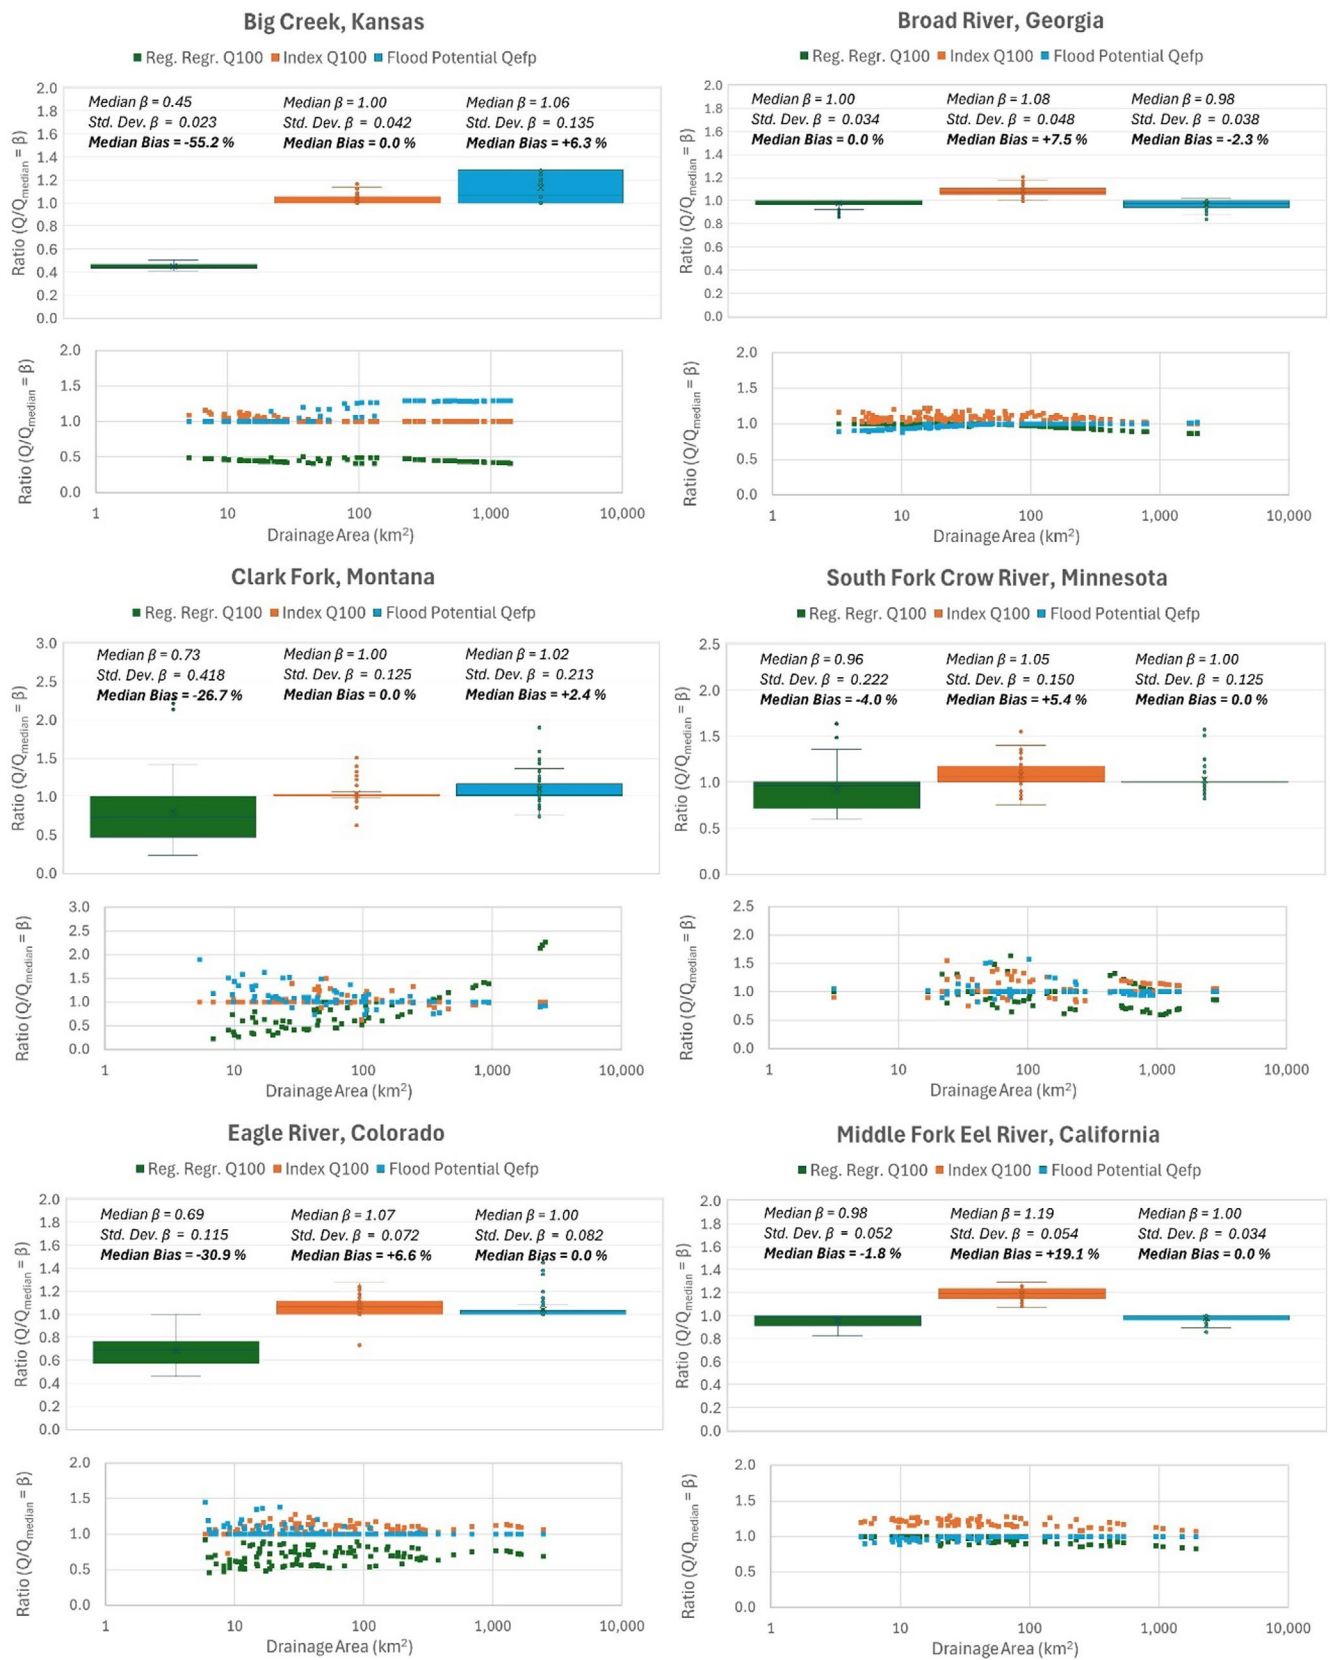 Big Creek, Kansas
Reg. Regr. Q100 Index Q100 Flood Potential Qefp
Ratio (Q/Qmedian = β)
2.0
1.8
1.6
1.4
1.2
1.0
0.8
0.6
0.4
0.2
0.0
Median β = 0.45
Std. Dev. β = 0.023
Median Bias = -55.2 %
Median β = 1.00
Std. Dev. β = 0.042
Median Bias = 0.0 %
Median β = 1.06
Std. Dev. β = 0.135
Median Bias = +6.3 %
Ratio (Q/Qmedian = β)
2.0
1.5
1.0
0.5
0.0
1 10 100 1,000 10,000
Drainage Area (km²)
Broad River, Georgia
Reg. Regr. Q100 Index Q100 Flood Potential Qefp
Ratio (Q/Qmedian = β)
2.0
1.8
1.6
1.4
1.2
1.0
0.8
0.6
0.4
0.2
0.0
Median β = 1.00
Std. Dev. β = 0.034
Median Bias = 0.0 %
Median β = 1.08
Std. Dev. β = 0.048
Median Bias = +7.5 %
Median β = 0.98
Std. Dev. β = 0.038
Median Bias = -2.3 %
Ratio (Q/Qmedian = β)
2.0
1.5
1.0
0.5
0.0
1 10 100 1,000 10,000
Drainage Area (km²)
Clark Fork, Montana
Reg. Regr. Q100 Index Q100 Flood Potential Qefp
Ratio (Q/Qmedian = β)
3.0
2.5
2.0
1.5
1.0
0.5
0.0
Median β = 0.73
Std. Dev. β = 0.418
Median Bias = -26.7 %
Median β = 1.00
Std. Dev. β = 0.125
Median Bias = 0.0 %
Median β = 1.02
Std. Dev. β = 0.213
Median Bias = +2.4 %
Ratio (Q/Qmedian = β)
3.0
2.5
2.0
1.5
1.0
0.5
0.0
1 10 100 1,000 10,000
Drainage Area (km²)
South Fork Crow River, Minnesota
Reg. Regr. Q100 Index Q100 Flood Potential Qefp
Ratio (Q/Qmedian = β)
2.5
2.0
1.5
1.0
0.5
0.0
Median β = 0.96
Std. Dev. β = 0.222
Median Bias = -4.0 %
Median β = 1.05
Std. Dev. β = 0.150
Median Bias = +5.4 %
Median β = 1.00
Std. Dev. β = 0.125
Median Bias = 0.0 %
Ratio (Q/Qmedian = β)
2.5
2.0
1.5
1.0
0.5
0.0
1 10 100 1,000 10,000
Drainage Area (km²)
Eagle River, Colorado
Reg. Regr. Q100 Index Q100 Flood Potential Qefp
Ratio (Q/Qmedian = β)
2.0
1.8
1.6
1.4
1.2
1.0
0.8
0.6
0.4
0.2
0.0
Median β = 0.69
Std. Dev. β = 0.115
Median Bias = -30.9 %
Median β = 1.07
Std. Dev. β = 0.072
Median Bias = +6.6 %
Median β = 1.00
Std. Dev. β = 0.082
Median Bias = 0.0 %
Ratio (Q/Qmedian = β)
2.0
1.5
1.0
0.5
0.0
1 10 100 1,000 10,000
Drainage Area (km²)
Middle Fork Eel River, California
Reg. Regr. Q100 Index Q100 Flood Potential Qefp
Ratio (Q/Qmedian = β)
2.0
1.8
1.6
1.4
1.2
1.0
0.8
0.6
0.4
0.2
0.0
Median β = 0.98
Std. Dev. β = 0.052
Median Bias = -1.8 %
Median β = 1.19
Std. Dev. β = 0.054
Median Bias = +19.1 %
Median β = 1.00
Std. Dev. β = 0.034
Median Bias = 0.0 %
Ratio (Q/Qmedian = β)
2.0
1.5
1.0
0.5
0.0
1 10 100 1,000 10,000
Drainage Area (km²)